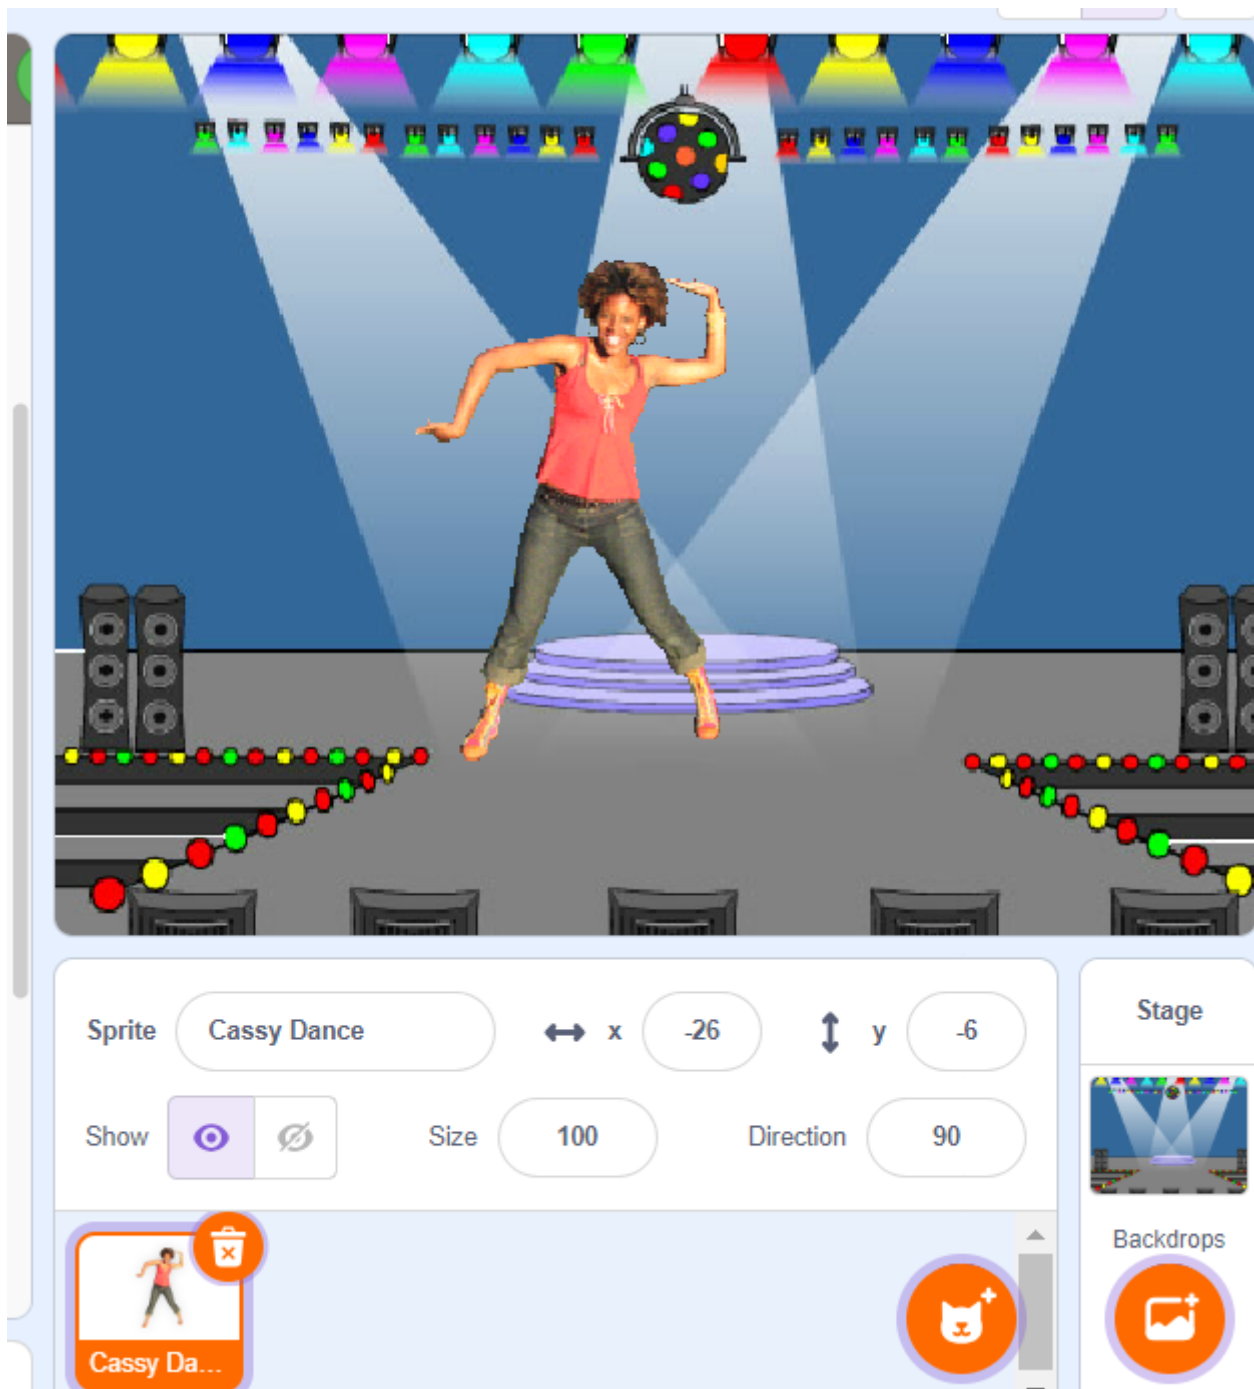 Sprite Cassy Dance x -26 y -6
Show Size 100 Direction 90
Stage
Backdrops
Cassy Da...